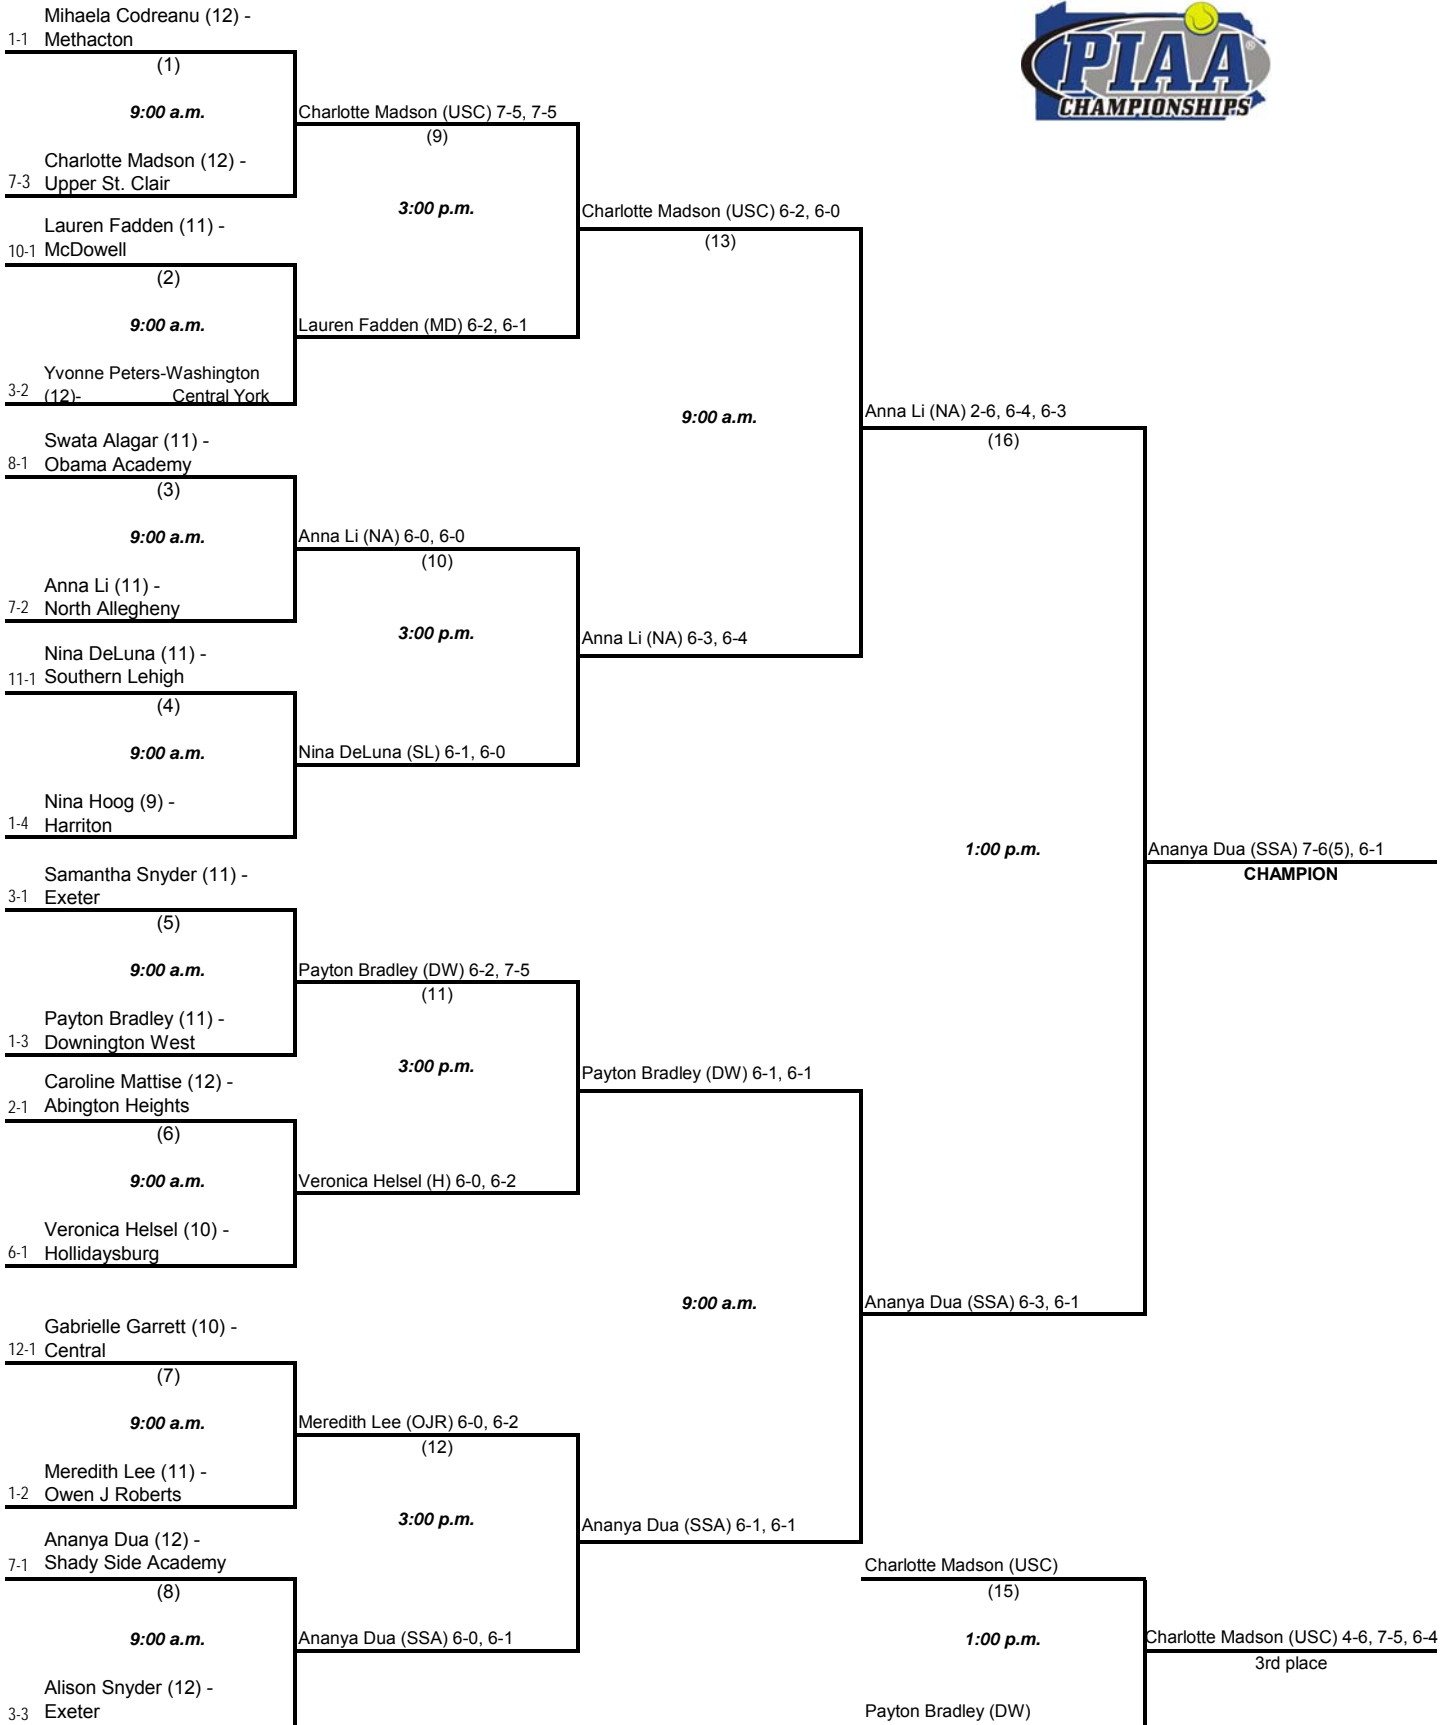 Mihaela Codreanu (12) -
1-1 Methacton
(1)
9:00 a.m.
Charlotte Madson (12) -
7-3 Upper St. Clair
Lauren Fadden (11) -
10-1 McDowell
(2)
9:00 a.m.
Yvonne Peters-Washington
3-2 (12)- Central York
Swata Alagar (11) -
8-1 Obama Academy
(3)
9:00 a.m.
Anna Li (11) -
7-2 North Allegheny
Nina DeLuna (11) -
11-1 Southern Lehigh
(4)
9:00 a.m.
Nina Hoog (9) -
1-4 Harriton
Samantha Snyder (11) -
3-1 Exeter
(5)
9:00 a.m.
Payton Bradley (11) -
1-3 Downington West
Caroline Mattise (12) -
2-1 Abington Heights
(6)
9:00 a.m.
Veronica Helsel (10) -
6-1 Hollidaysburg
Gabrielle Garrett (10) -
12-1 Central
(7)
9:00 a.m.
Meredith Lee (11) -
1-2 Owen J Roberts
Ananya Dua (12) -
7-1 Shady Side Academy
(8)
9:00 a.m.
Alison Snyder (12) -
3-3 Exeter
Charlotte Madson (USC) 7-5, 7-5
(9)
3:00 p.m.
Lauren Fadden (MD) 6-2, 6-1
Anna Li (NA) 6-0, 6-0
(10)
3:00 p.m.
Nina DeLuna (SL) 6-1, 6-0
Payton Bradley (DW) 6-2, 7-5
(11)
3:00 p.m.
Veronica Helsel (H) 6-0, 6-2
Meredith Lee (OJR) 6-0, 6-2
(12)
3:00 p.m.
Ananya Dua (SSA) 6-0, 6-1
Charlotte Madson (USC) 6-2, 6-0
(13)
9:00 a.m.
Anna Li (NA) 6-3, 6-4
Payton Bradley (DW) 6-1, 6-1
9:00 a.m.
Ananya Dua (SSA) 6-1, 6-1
PIAA®
CHAMPIONSHIPS
Anna Li (NA) 2-6, 6-4, 6-3
(16)
1:00 p.m.
Ananya Dua (SSA) 6-3, 6-1
Ananya Dua (SSA) 7-6(5), 6-1
CHAMPION
Charlotte Madson (USC)
(15)
1:00 p.m.
Payton Bradley (DW)
Charlotte Madson (USC) 4-6, 7-5, 6-4
3rd place